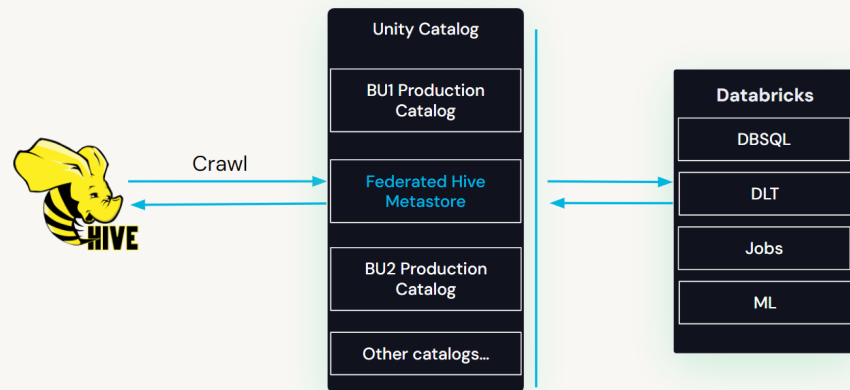 Unity Catalog
BU1 Production
Catalog
Crawl
Federated Hive
Metastore
HIVE
BU2 Production
Catalog
Other catalogs...
Databricks
DBSQL
DLT
Jobs
ML